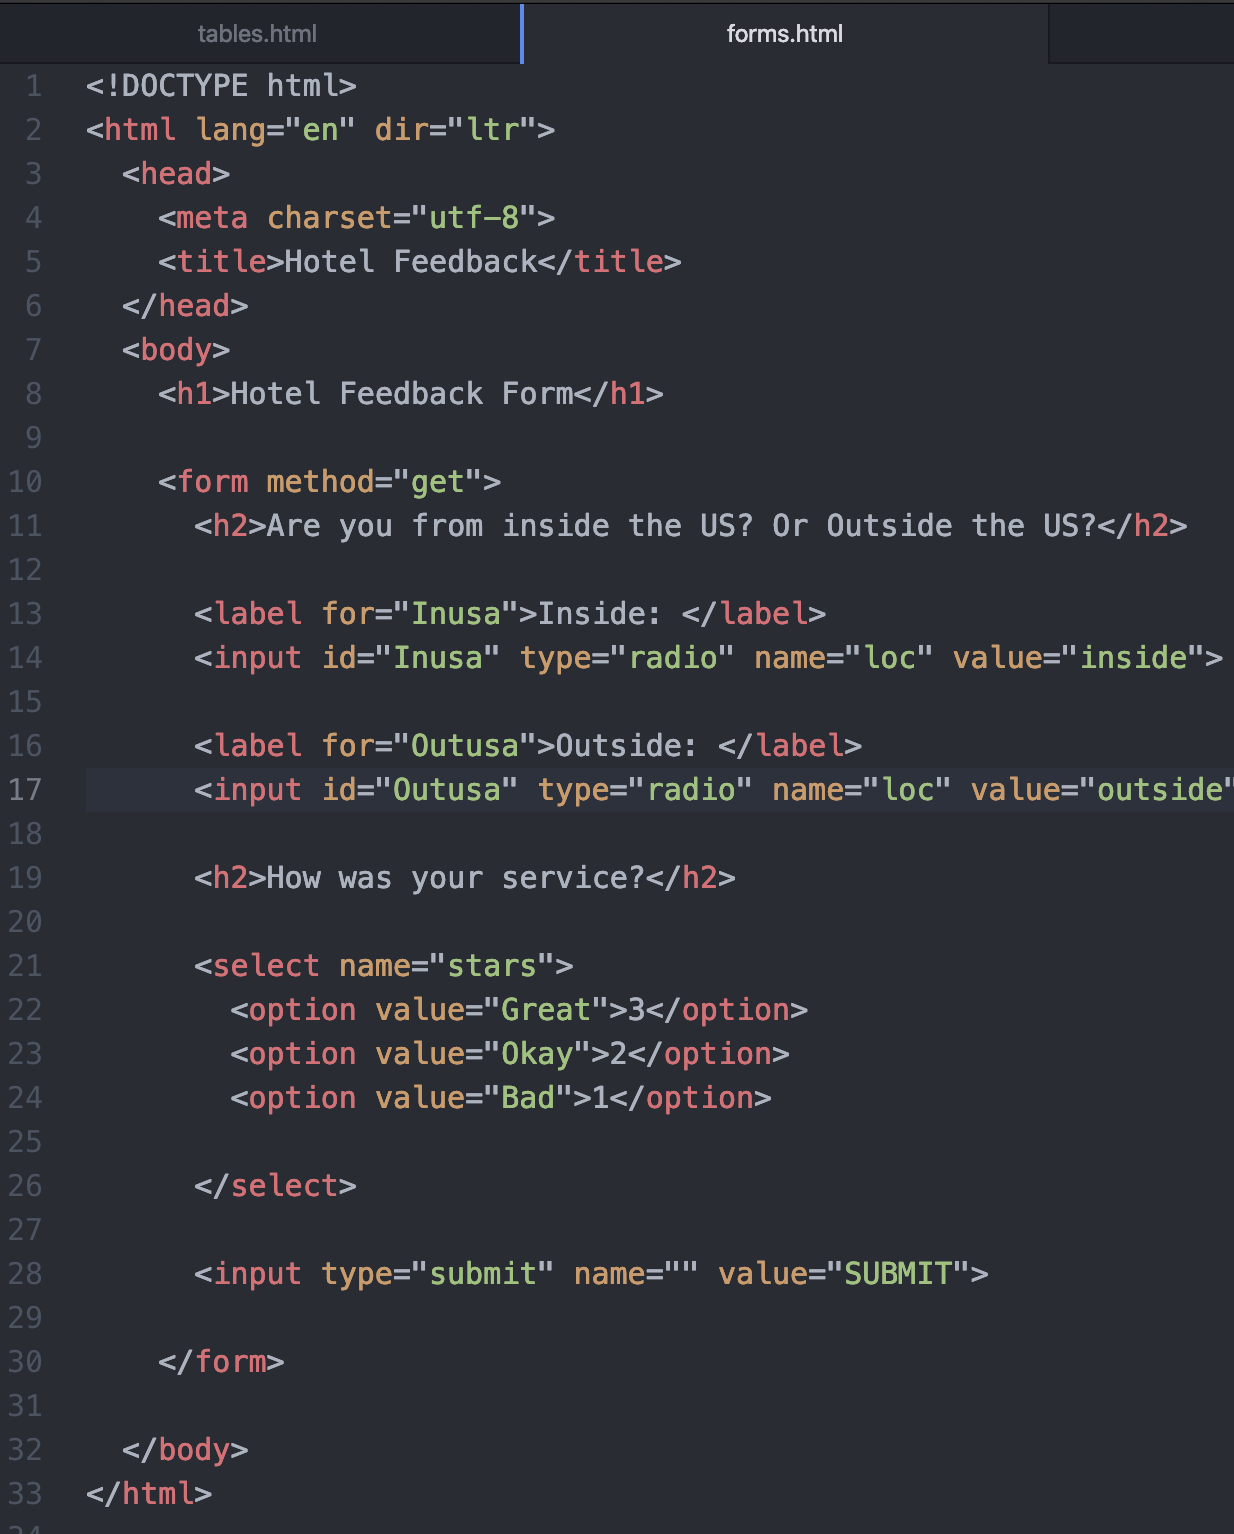 tables.html
forms.html
1 <!DOCTYPE html>
2 <html lang="en" dir="ltr">
3   <head>
4     <meta charset="utf-8">
5     <title>Hotel Feedback</title>
6   </head>
7   <body>
8     <h1>Hotel Feedback Form</h1>
9
10     <form method="get">
11       <h2>Are you from inside the US? Or Outside the US?</h2>
12
13       <label for="Inusa">Inside: </label>
14       <input id="Inusa" type="radio" name="loc" value="inside">
15
16       <label for="Outusa">Outside: </label>
17       <input id="Outusa" type="radio" name="loc" value="outside"
18
19       <h2>How was your service?</h2>
20
21       <select name="stars">
22         <option value="Great">3</option>
23         <option value="Okay">2</option>
24         <option value="Bad">1</option>
25
26       </select>
27
28       <input type="submit" name="" value="SUBMIT">
29
30     </form>
31
32   </body>
33 </html>
34